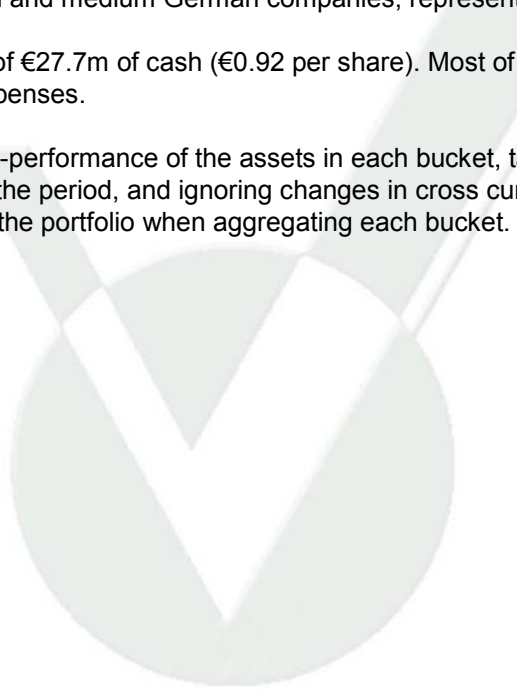 and medium German companies, represent
of €27.7m of cash (€0.92 per share). Most of
penses.
-performance of the assets in each bucket, t
the period, and ignoring changes in cross cur
the portfolio when aggregating each bucket.